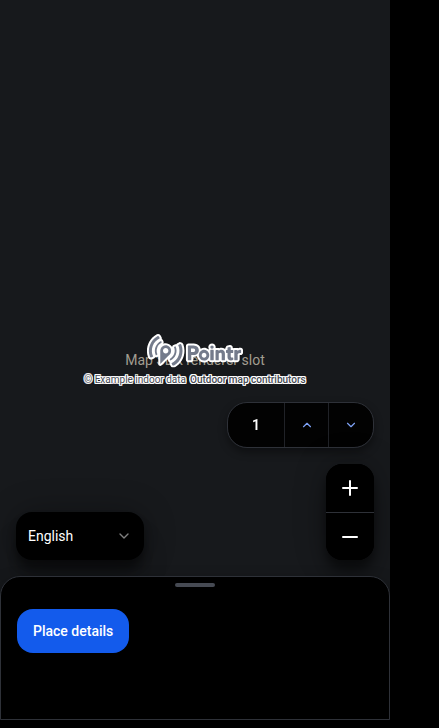 Pointr
Map slot
© Example indoor data Outdoor map contributors
1
English
Place details